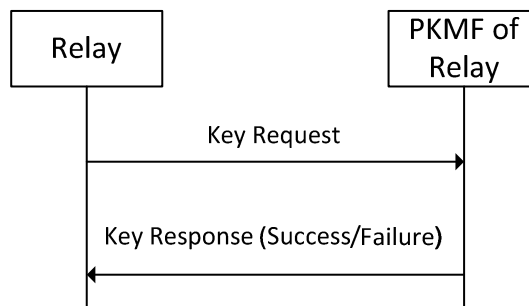 Relay
PKMF of
Relay
Key Request
Key Response (Success/Failure)